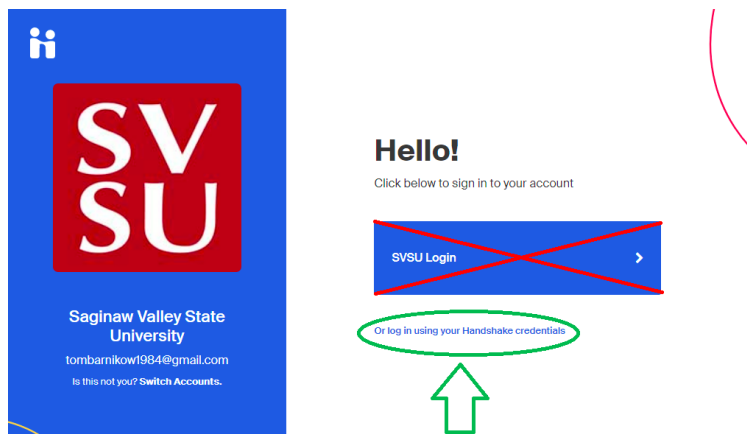 SV
SU
Saginaw Valley State
University
tombarnikow1984@gmail.com
Is this not you? Switch Accounts.
Hello!
Click below to sign in to your account
SVSU Login
Or log in using your Handshake credentials